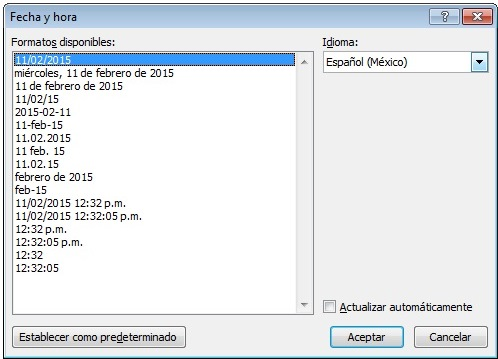 Fecha y hora
Formatos disponibles:
Idioma:
11/02/2015
Español (México)
miércoles, 11 de febrero de 2015
11 de febrero de 2015
11/02/15
2015-02-11
11-feb-15
11.02.2015
11 feb. 15
11.02.15
febrero de 2015
feb-15
11/02/2015 12:32 p.m.
11/02/2015 12:32:05 p.m.
12:32 p.m.
12:32:05 p.m.
12:32
12:32:05
Actualizar automáticamente
Establecer como predeterminado
Aceptar
Cancelar